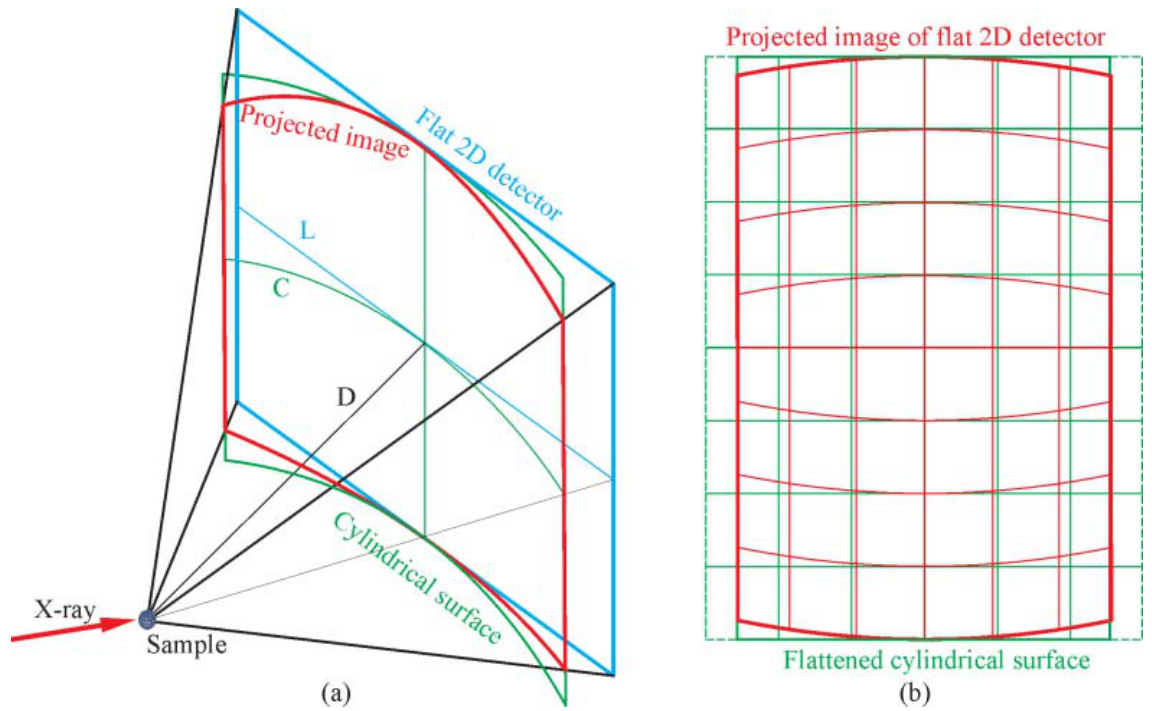 Projected image
Flat 2D detector
L
C
D
Cylindrical surface
X-ray
Sample
(a)
Projected image of flat 2D detector
Flattened cylindrical surface
(b)